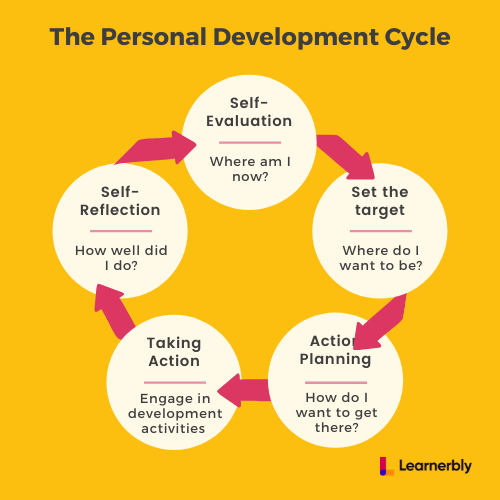 The Personal Development Cycle
Self-
Evaluation
Where am I
now?
Set the
target
Where do I
want to be?
Action
Planning
How do I
want to get
there?
Taking
Action
Engage in
development
activities
Self-
Reflection
How well did
I do?
Learnerbly